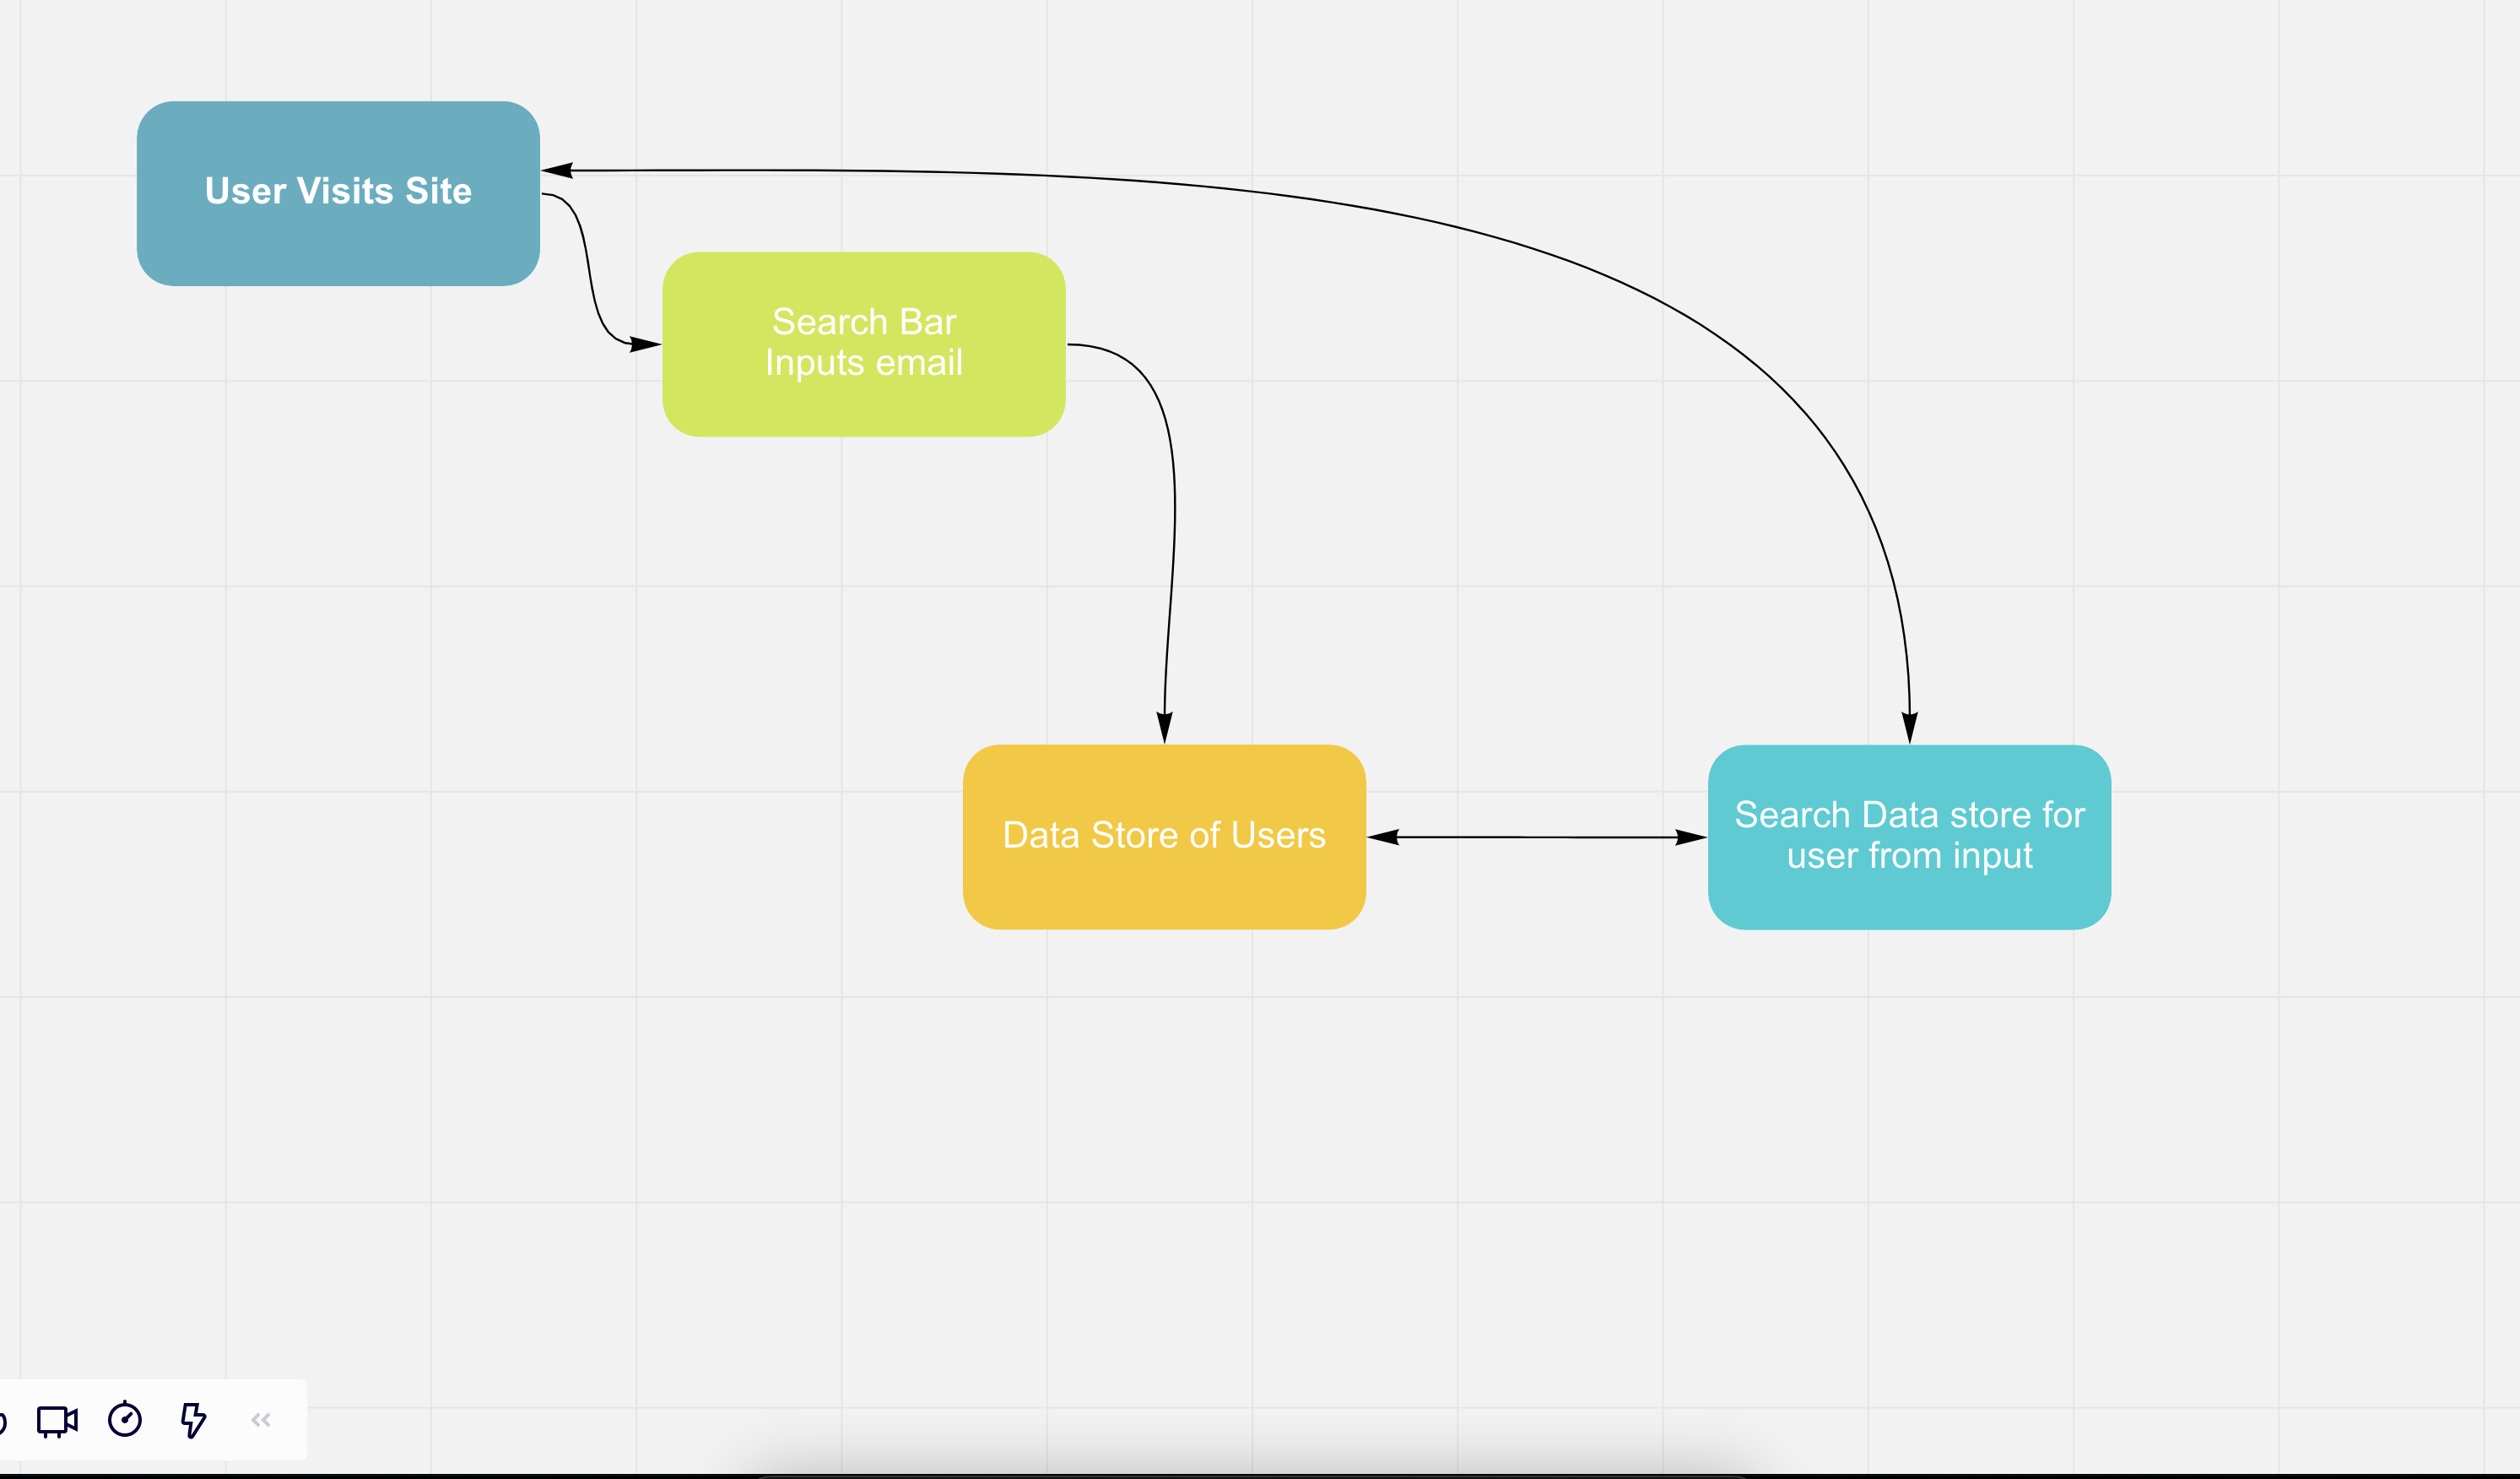 User Visits Site
Search Bar
Inputs email
Data Store of Users
Search Data store for
user from input